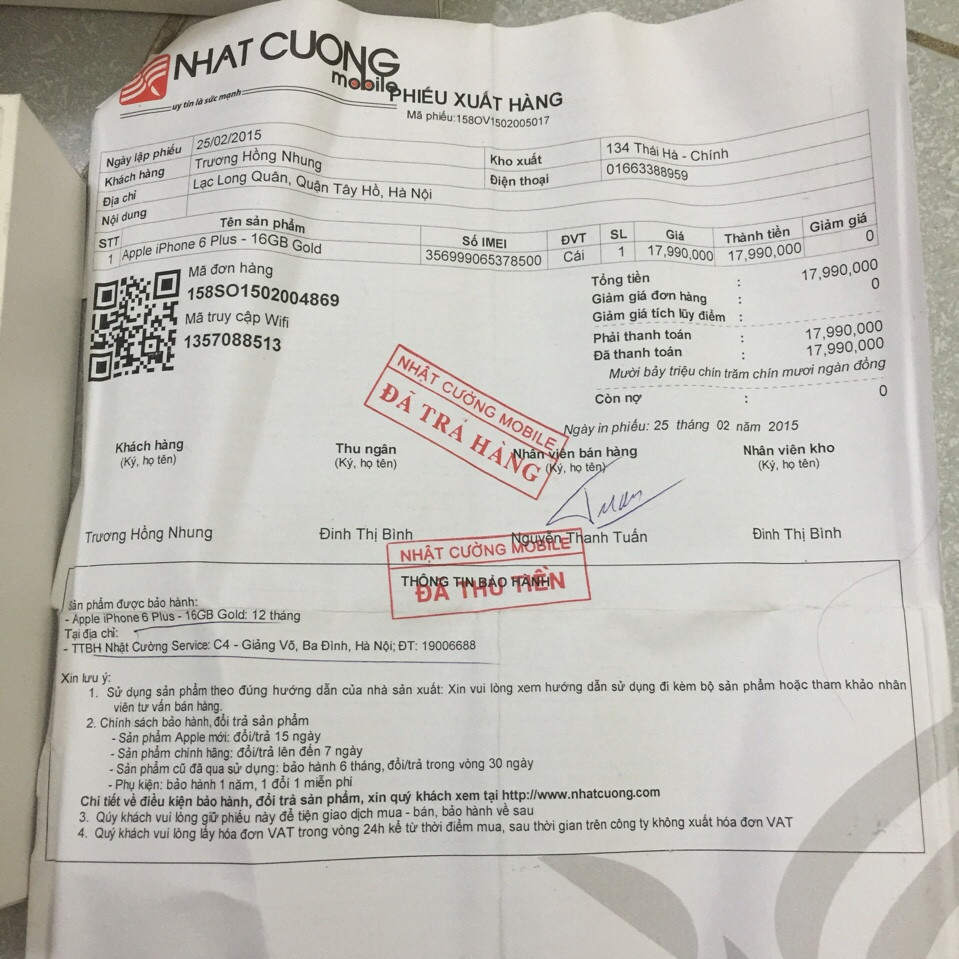 NHAT CUONG
mobile
uy tín là sức mạnh
PHIẾU XUẤT HÀNG
Mã phiếu:158OV1502005017
Ngày lập phiếu 25/02/2015 Kho xuất 134 Thái Hà - Chính
Khách hàng Trương Hồng Nhung Điện thoại 01663388959
Địa chỉ Lạc Long Quân, Quận Tây Hồ, Hà Nội
Nội dung
STT Tên sản phẩm Số IMEI ĐVT SL Giá Thành tiền Giảm giá
1 Apple iPhone 6 Plus - 16GB Gold 356999065378500 Cái 1 17,990,000 17,990,000 0
Mã đơn hàng
158SO1502004869
Mã truy cập Wifi
1357088513
Tổng tiền : 17,990,000
Giảm giá đơn hàng : 0
Giảm giá tích lũy điểm :
Phải thanh toán : 17,990,000
Đã thanh toán : 17,990,000
Mười bảy triệu chín trăm chín mươi ngàn đồng
Còn nợ : 0
NHẬT CƯỜNG MOBILE
ĐÃ TRẢ HÀNG
Ngày in phiếu: 25 tháng 02 năm 2015
Khách hàng Thu ngân Nhân viên bán hàng Nhân viên kho
(Ký, họ tên) (Ký, họ tên) (Ký, họ tên) (Ký, họ tên)
Trương Hồng Nhung Đinh Thị Bình Nguyễn Thanh Tuấn Đinh Thị Bình
NHẬT CƯỜNG MOBILE
ĐÃ THU TIỀN
THÔNG TIN BẢO HÀNH
Sản phẩm được bảo hành:
- Apple iPhone 6 Plus - 16GB Gold: 12 tháng
Tại địa chỉ:
- TTBH Nhật Cường Service: C4 - Giảng Võ, Ba Đình, Hà Nội; ĐT: 19006688
Xin lưu ý:
1. Sử dụng sản phẩm theo đúng hướng dẫn của nhà sản xuất: Xin vui lòng xem hướng dẫn sử dụng đi kèm bộ sản phẩm hoặc tham khảo nhân
viên tư vấn bán hàng.
2. Chính sách bảo hành, đổi trả sản phẩm
- Sản phẩm Apple mới: đổi/trả 15 ngày
- Sản phẩm chính hãng: đổi/trả lên đến 7 ngày
- Sản phẩm cũ đã qua sử dụng: bảo hành 6 tháng, đổi/trả trong vòng 30 ngày
- Phụ kiện: bảo hành 1 năm, 1 đổi 1 miễn phí
Chi tiết về điều kiện bảo hành, đổi trả sản phẩm, xin quý khách xem tại http://www.nhatcuong.com
3. Qúy khách vui lòng giữ phiếu này để tiện giao dịch mua - bán, bảo hành về sau
4. Quý khách vui lòng lấy hóa đơn VAT trong vòng 24h kể từ thời điểm mua, sau thời gian trên công ty không xuất hóa đơn VAT